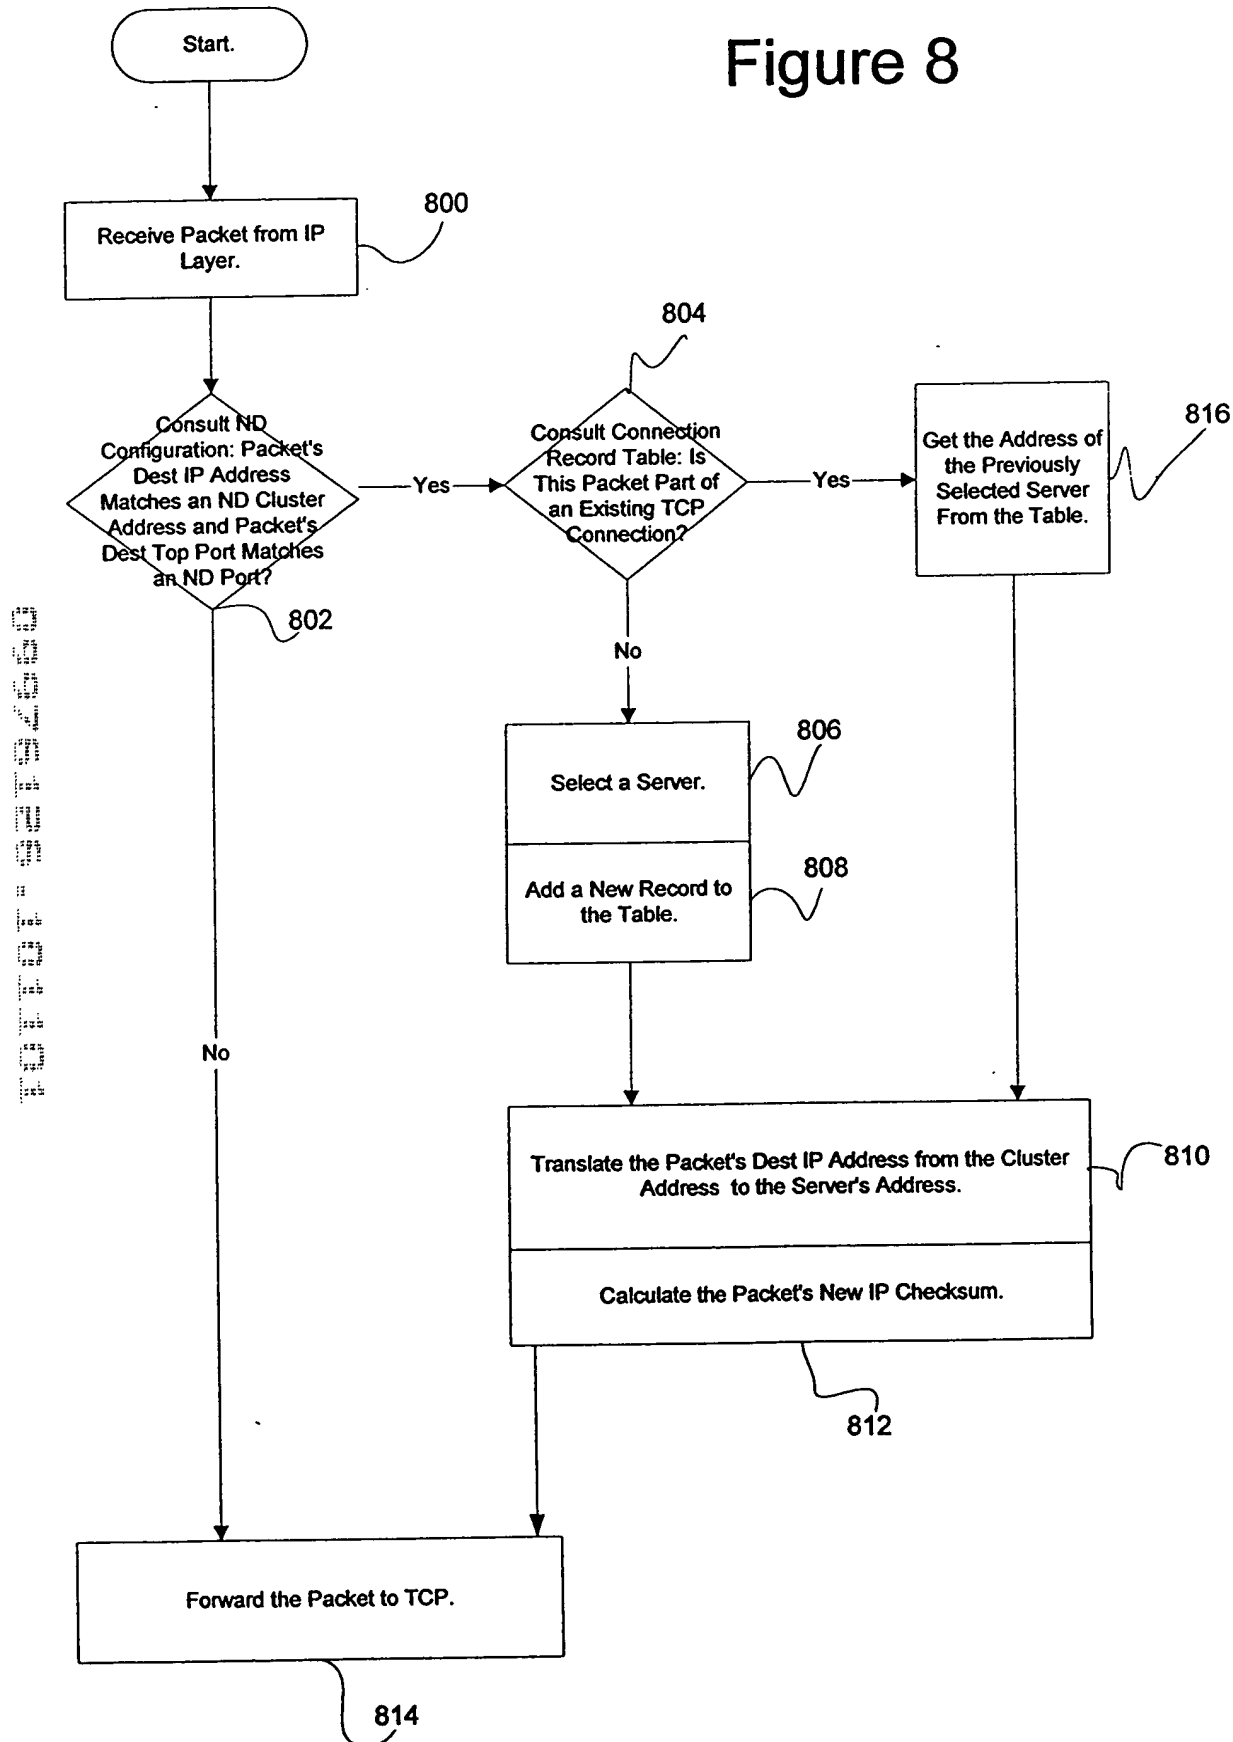 Figure 8
Start.
800
Receive Packet from IP
Layer.
804
Consult ND
Configuration: Packet's
Dest IP Address
Matches an ND Cluster
Address and Packet's
Dest Top Port Matches
an ND Port?
802
Yes
Consult Connection
Record Table: Is
This Packet Part of
an Existing TCP
Connection?
Yes
816
Get the Address of
the Previously
Selected Server
From the Table.
No
806
Select a Server.
808
Add a New Record to
the Table.
No
810
Translate the Packet's Dest IP Address from the Cluster
Address to the Server's Address.
Calculate the Packet's New IP Checksum.
812
Forward the Packet to TCP.
814
09976126.101101